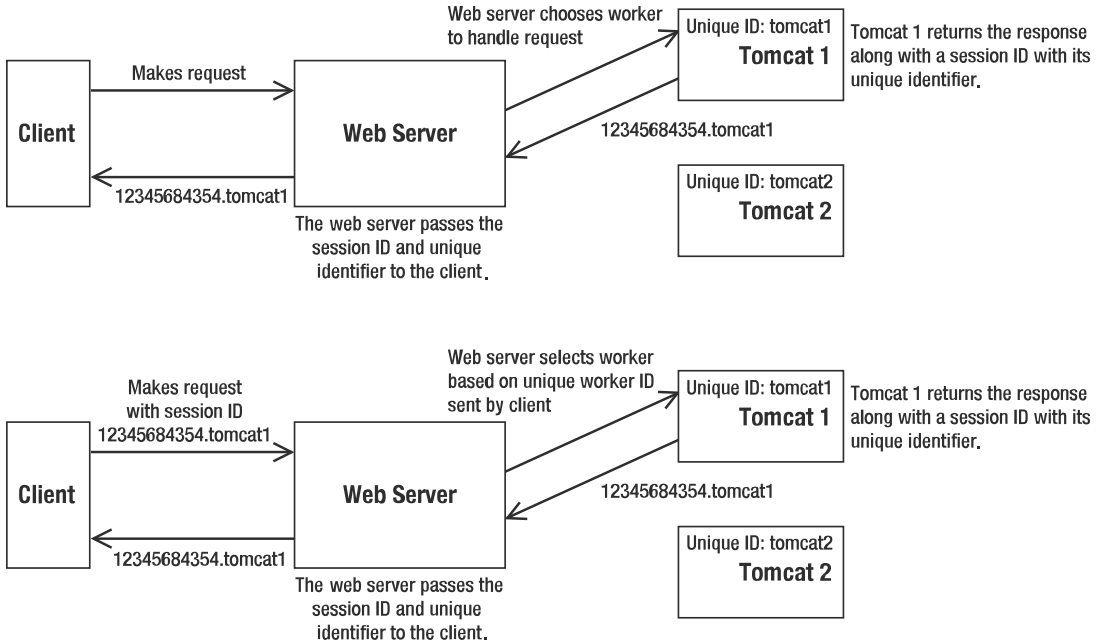 Web server chooses worker
to handle request
Unique ID: tomcat1
Tomcat 1
Tomcat 1 returns the response
along with a session ID with its
unique identifier.
Makes request
Client
Web Server
12345684354.tomcat1
12345684354.tomcat1
Unique ID: tomcat2
Tomcat 2
The web server passes the
session ID and unique
identifier to the client.
Web server selects worker
based on unique worker ID
sent by client
Unique ID: tomcat1
Tomcat 1
Tomcat 1 returns the response
along with a session ID with its
unique identifier.
Makes request
with session ID
12345684354.tomcat1
Client
Web Server
12345684354.tomcat1
12345684354.tomcat1
Unique ID: tomcat2
Tomcat 2
The web server passes the
session ID and unique
identifier to the client.